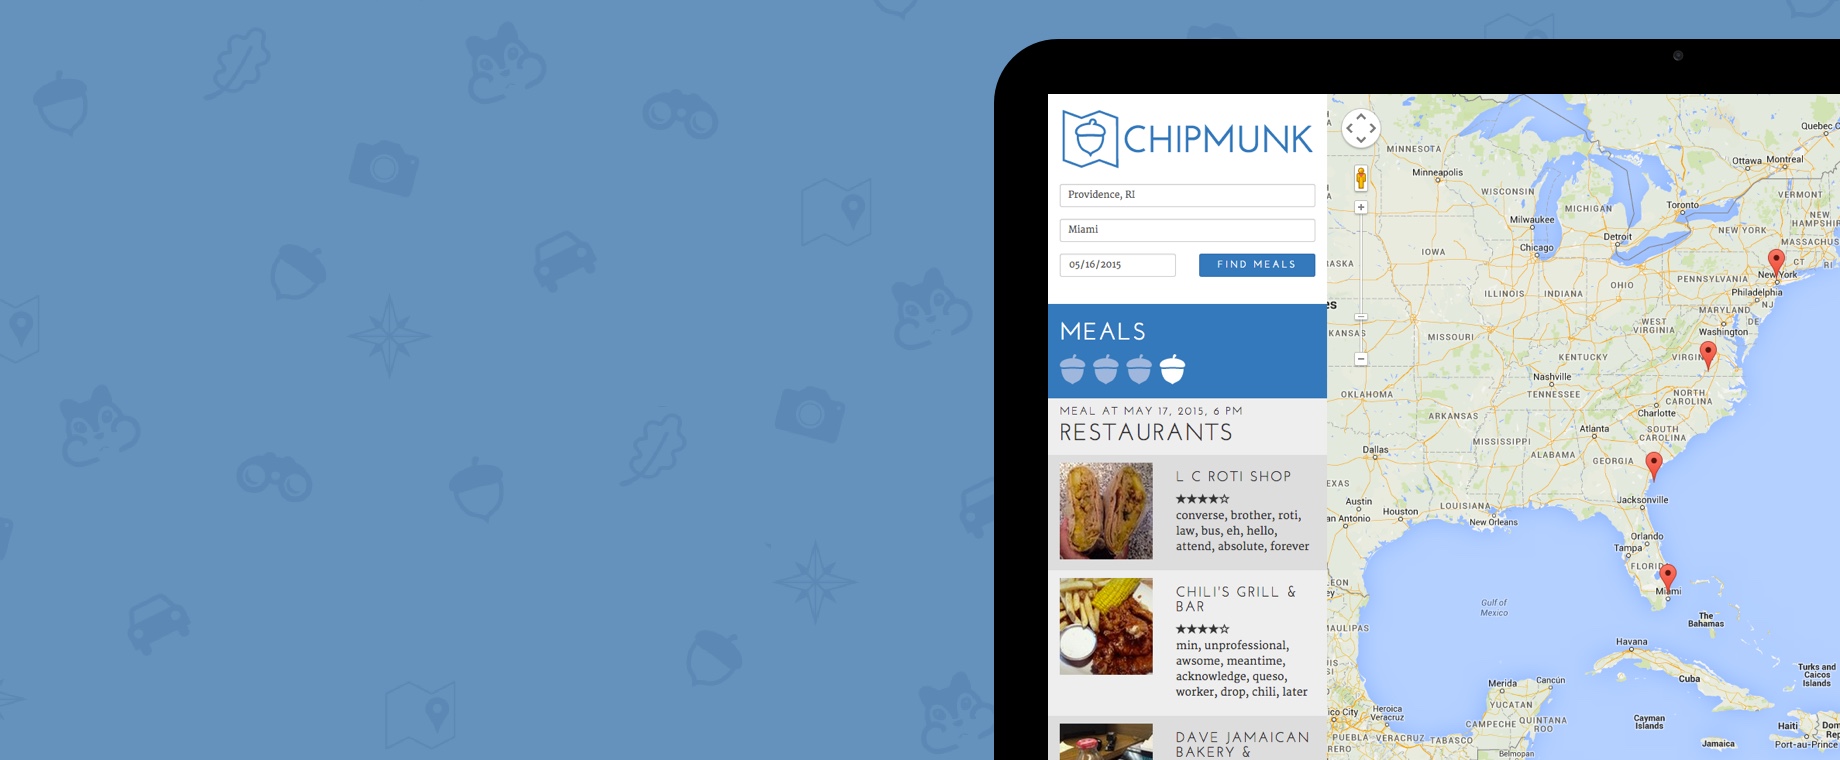 CHIPMUNK
Providence, RI
Miami
05/16/2015
FIND MEALS
MEALS
MEAL AT MAY 17, 2015, 6 PM
RESTAURANTS
L C ROTI SHOP
★★★★☆
converse, brother, roti,
law, bus, eh, hello,
attend, absolute, forever
CHILI'S GRILL &
BAR
★★★★☆
min, unprofessional,
awsome, meantime,
acknowledge, queso,
worker, drop, chili, later
DAVE JAMAICAN
BAKERY &
Quebec C
MINNESOTA
Ottawa
Montreal
Minneapolis
WISCONSIN
VERMONT
MICHIGAN
Toronto
NEW
HAMPSHIR
Milwaukee
NEW YORK
Detroit
MASSACHUS
IOWA
Chicago
CT
RI
ASKA
PENNSYLVANIA
New York
OHIO
ILLINOIS
INDIANA
Philadelphia
NJ
es
MARYLAND
DE
KANSAS
MISSOURI
WEST
VIRGINIA
Washington
KENTUCKY
VIRGIN
Nashville
TENNESSEE
OKLAHOMA
NORTH
CAROLINA
ARKANSAS
Charlotte
Atlanta
SOUTH
CAROLINA
MISSISSIPPI
Dallas
ALABAMA
GEORGIA
EXAS
Jacksonville
Austin
LOUISIANA
Houston
an Antonio
New Orleans
Orlando
Tampa
FLORID
LEON
Miami
Gulf of
Mexico
The
Bahamas
MAULIPAS
Havana
Turks and
Caicos
Islands
Cuba
Merida
Cancún
YUCATAN
ico City
Heroica
Veracruz
CAMPECHE
QUINTANA
ROO
Cayman
Islands
Haiti
Dom
Rep
PUEBLA
VERACRUZ
TABASCO
Jamaica
Port-au-Prince
RERO
Belmopan